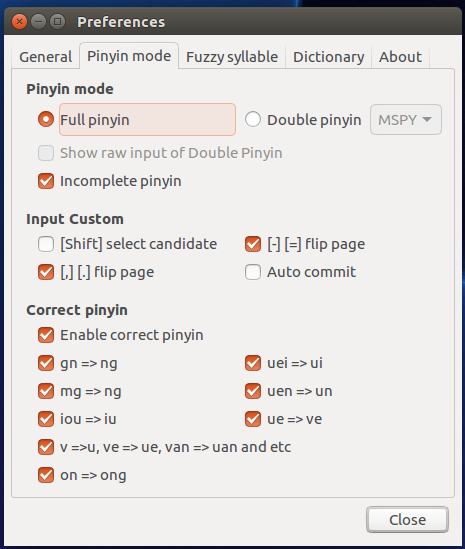 Preferences
General Pinyin mode Fuzzy syllable Dictionary About
Pinyin mode
Full pinyin Double pinyin MSPY
Show raw input of Double Pinyin
Incomplete pinyin
Input Custom
[Shift] select candidate [-] [=] flip page
[,] [.] flip page Auto commit
Correct pinyin
Enable correct pinyin
gn => ng uei => ui
mg => ng uen => un
iou => iu ue => ve
v =>u, ve => ue, van => uan and etc
on => ong
Close